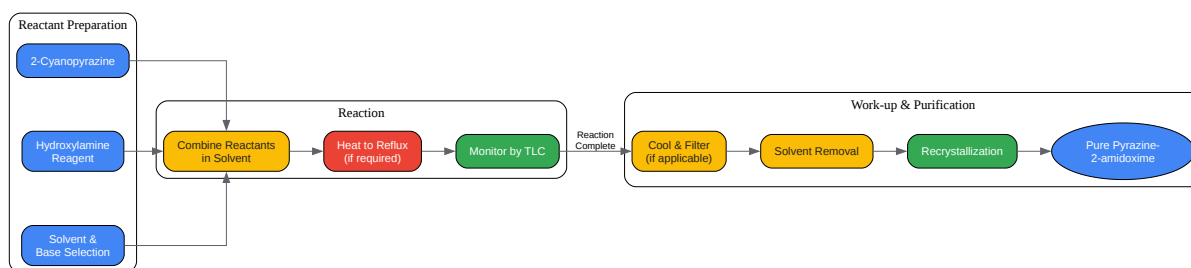 Reactant Preparation
2-Cyanopyrazine
Hydroxylamine
Reagent
Solvent &
Base Selection
Reaction
Combine Reactants
in Solvent
Heat to Reflux
(if required)
Monitor by TLC
Reaction
Complete
Work-up & Purification
Cool & Filter
(if applicable)
Solvent Removal
Recrystallization
Pure Pyrazine-
2-amidoxime